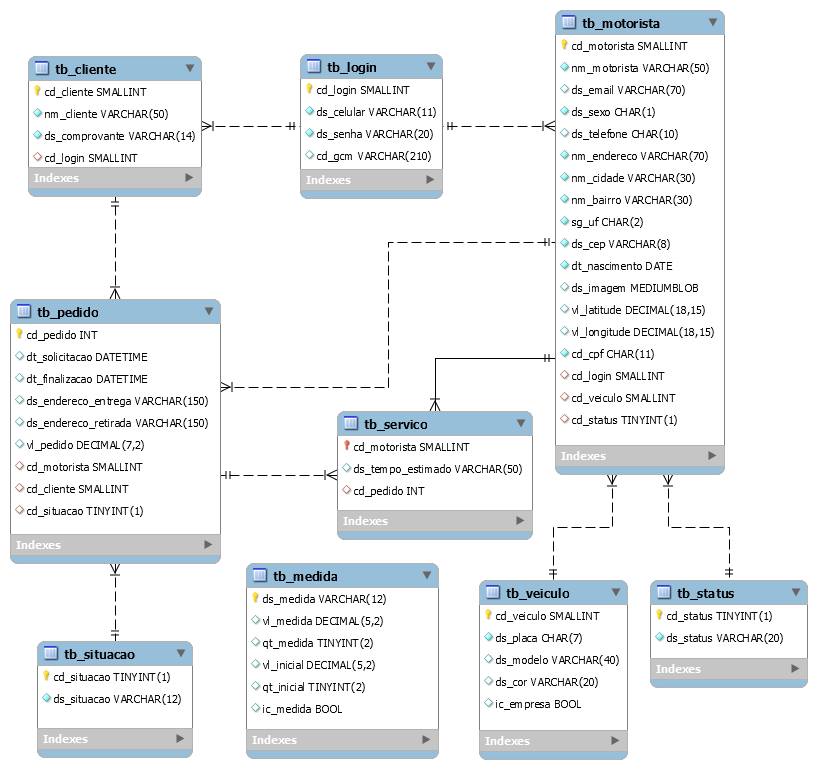 tb_cliente
cd_cliente SMALLINT
nm_cliente VARCHAR(50)
ds_comprovante VARCHAR(14)
cd_login SMALLINT
Indexes
tb_login
cd_login SMALLINT
ds_celular VARCHAR(11)
ds_senha VARCHAR(20)
cd_gcm VARCHAR(210)
Indexes
tb_motorista
cd_motorista SMALLINT
nm_motorista VARCHAR(50)
ds_email VARCHAR(70)
ds_sexo CHAR(1)
ds_telefone CHAR(10)
nm_endereco VARCHAR(70)
nm_cidade VARCHAR(30)
nm_bairro VARCHAR(30)
sg_uf CHAR(2)
ds_cep VARCHAR(8)
dt_nascimento DATE
ds_imagem MEDIUMBLOB
vl_latitude DECIMAL(18,15)
vl_longitude DECIMAL(18,15)
cd_cpf CHAR(11)
cd_login SMALLINT
cd_veiculo SMALLINT
cd_status TINYINT(1)
Indexes
tb_pedido
cd_pedido INT
dt_solicitacao DATETIME
dt_finalizacao DATETIME
ds_endereco_entrega VARCHAR(150)
ds_endereco_retirada VARCHAR(150)
vl_pedido DECIMAL(7,2)
cd_motorista SMALLINT
cd_cliente SMALLINT
cd_situacao TINYINT(1)
Indexes
tb_servico
cd_motorista SMALLINT
ds_tempo_estimado VARCHAR(50)
cd_pedido INT
Indexes
tb_situacao
cd_situacao TINYINT(1)
ds_situacao VARCHAR(12)
Indexes
tb_medida
ds_medida VARCHAR(12)
vl_medida DECIMAL(5,2)
qt_medida TINYINT(2)
vl_inicial DECIMAL(5,2)
qt_inicial TINYINT(2)
ic_medida BOOL
Indexes
tb_veiculo
cd_veiculo SMALLINT
ds_placa CHAR(7)
ds_modelo VARCHAR(40)
ds_cor VARCHAR(20)
ic_empresa BOOL
Indexes
tb_status
cd_status TINYINT(1)
ds_status VARCHAR(20)
Indexes